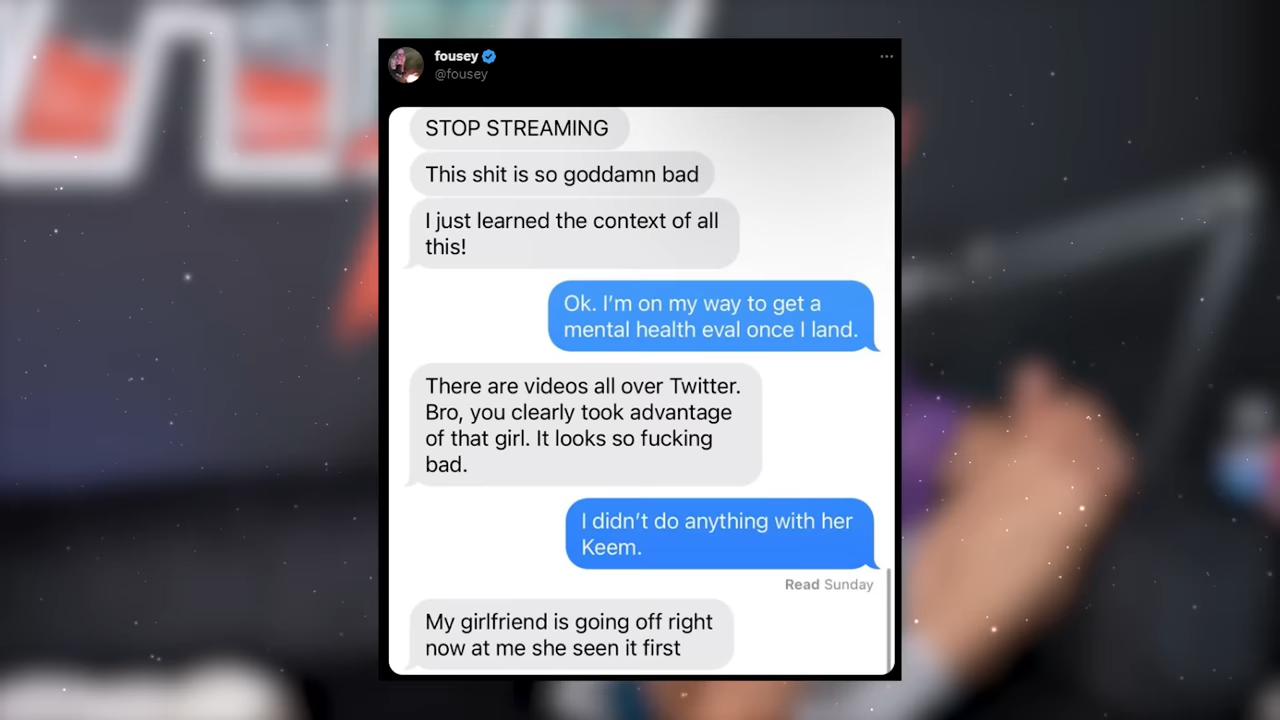 fousey
@fousey
STOP STREAMING
This shit is so goddamn bad
I just learned the context of all
this!
Ok. I’m on my way to get a
mental health eval once I land.
There are videos all over Twitter.
Bro, you clearly took advantage
of that girl. It looks so fucking
bad.
I didn’t do anything with her
Keem.
Read Sunday
My girlfriend is going off right
now at me she seen it first